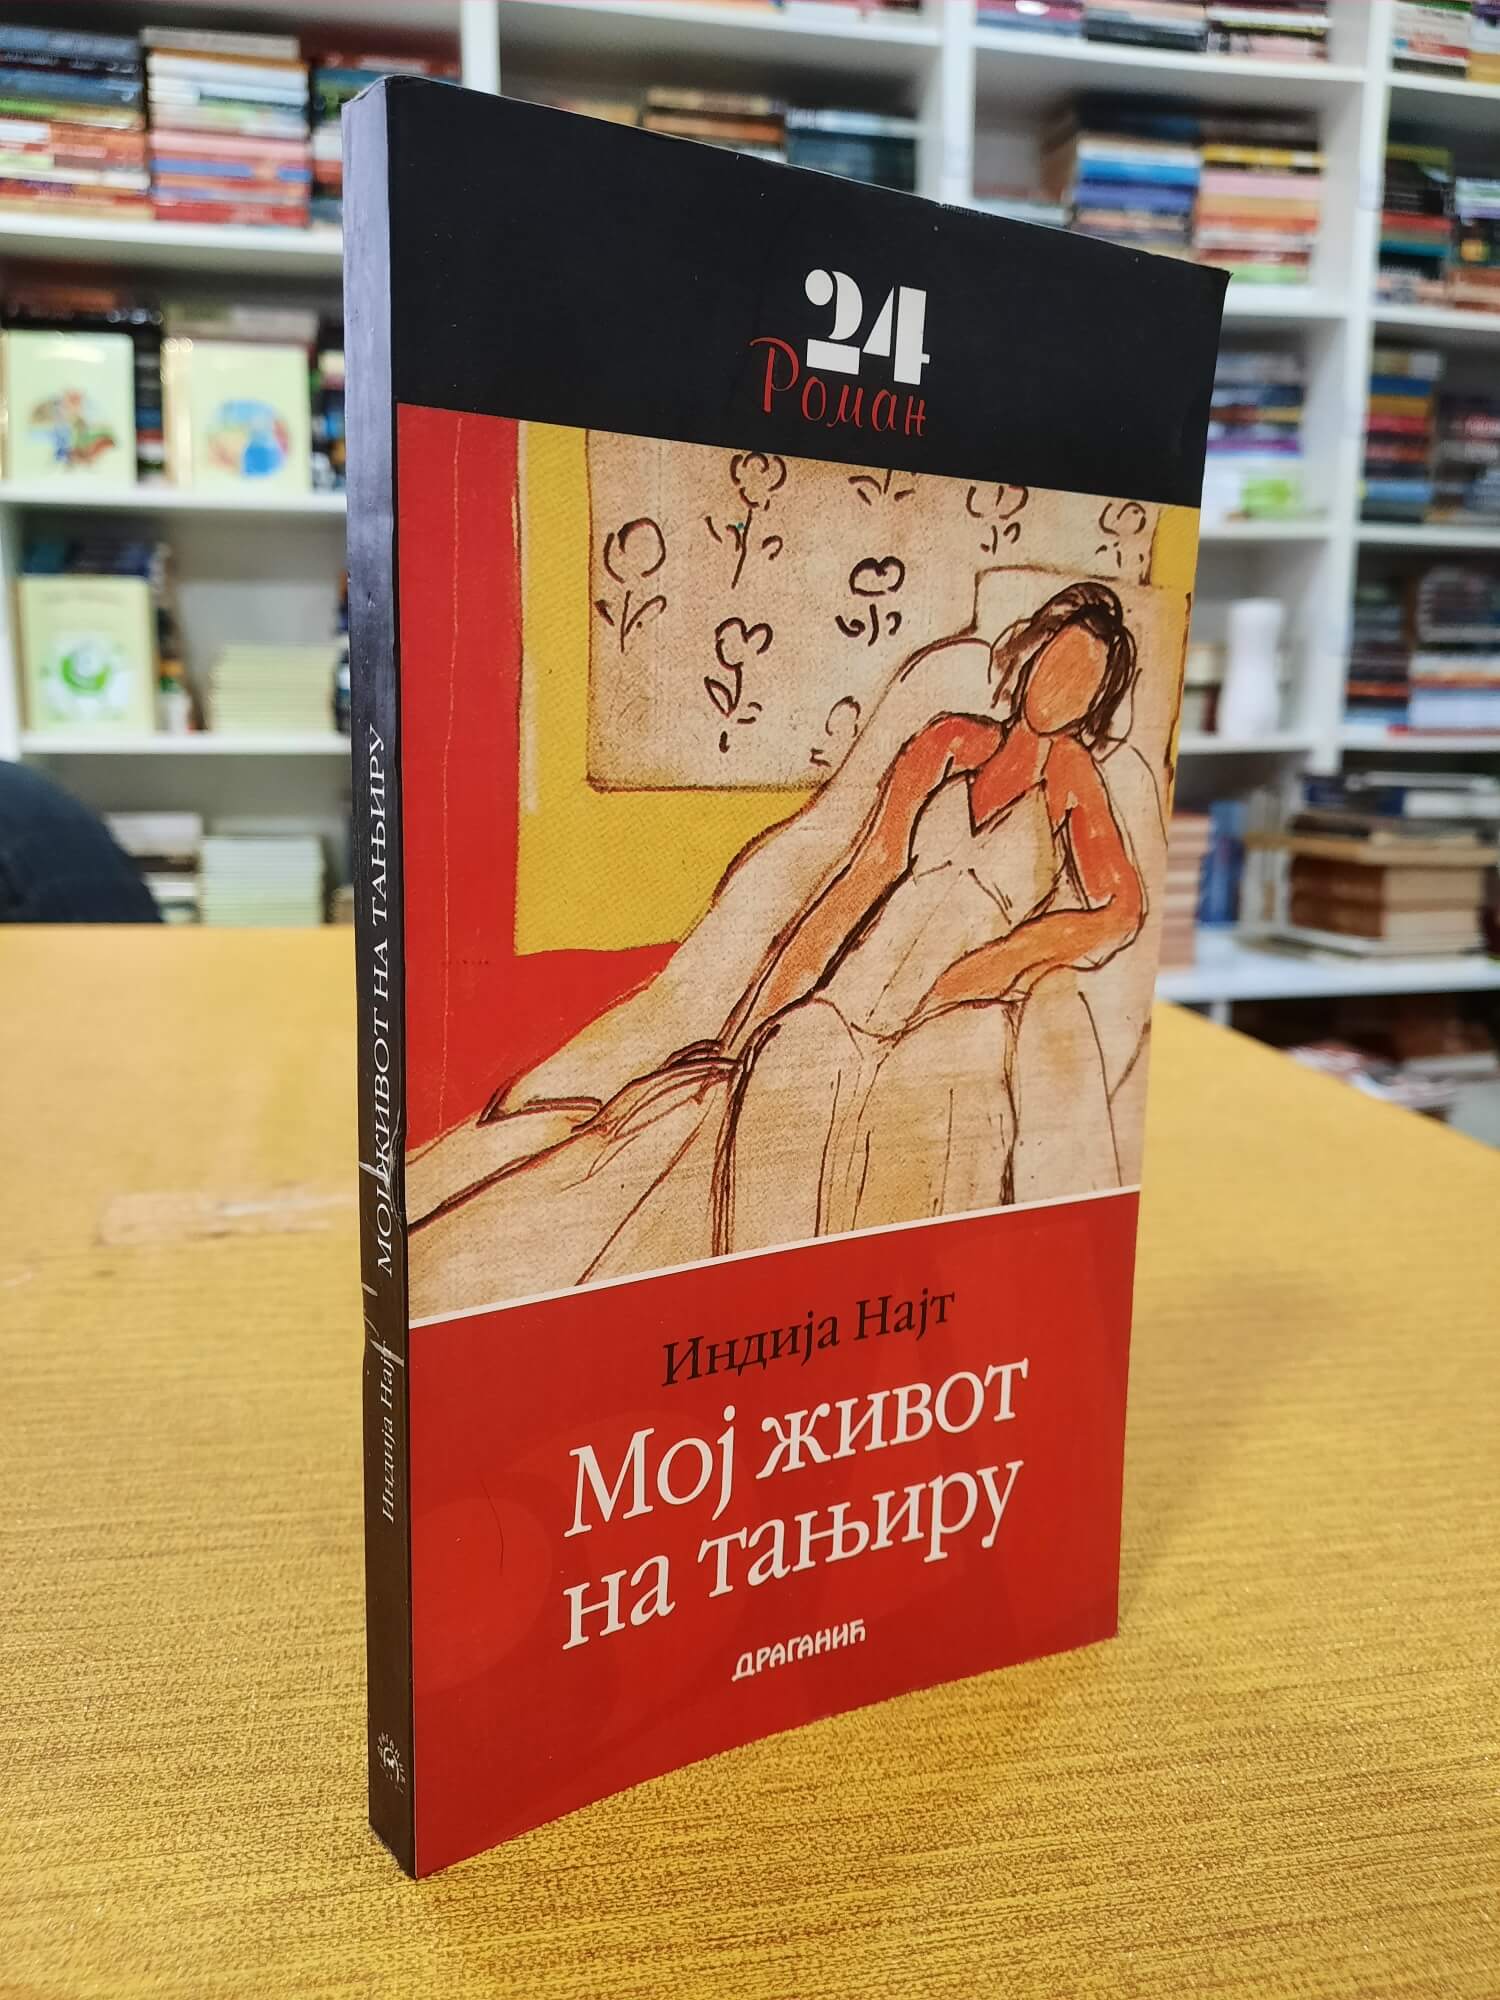 24
Роман
Индија Најт
Мој живот
на тањиру
ДРАГАНИЋ
Индија Најт МОЈ ЖИВОТ НА ТАЊИРУ